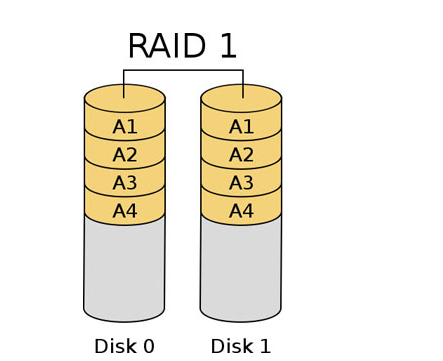 RAID 1
A1 A1
A2 A2
A3 A3
A4 A4
Disk 0 Disk 1